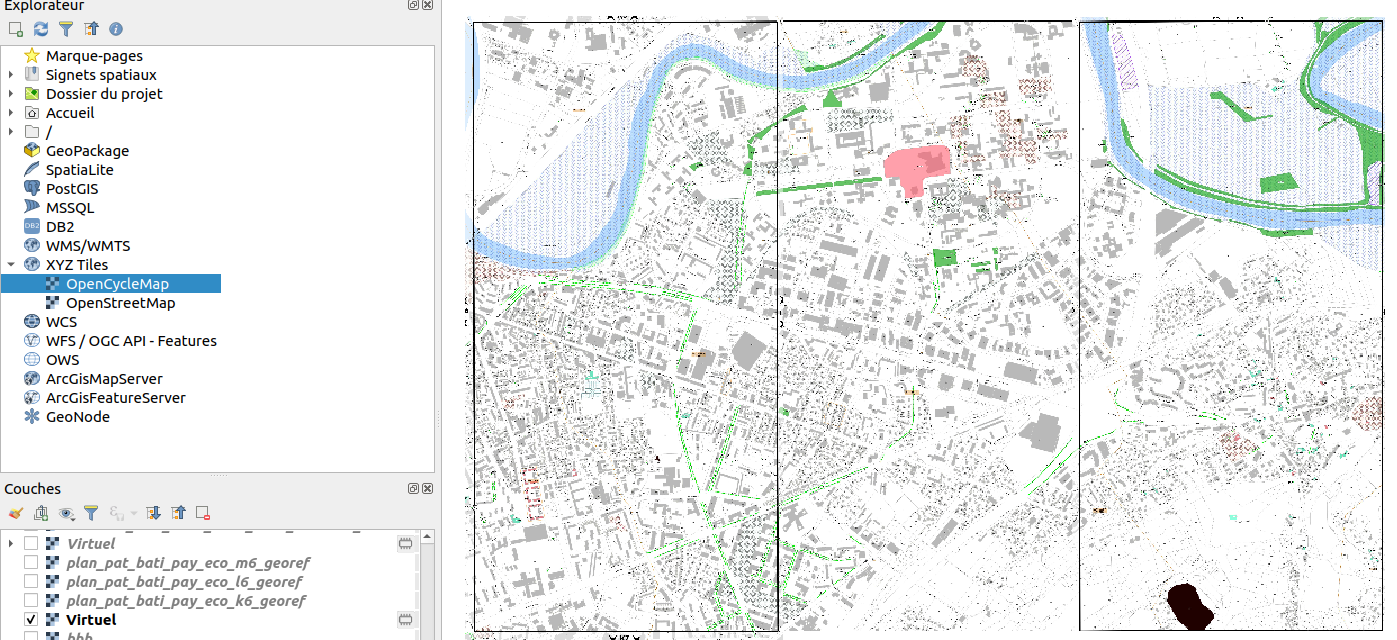 Explorateur
Marque-pages
Signets spatiaux
Dossier du projet
Accueil
/
GeoPackage
SpatiaLite
PostGIS
MSSQL
DB2
WMS/WMTS
XYZ Tiles
OpenCycleMap
OpenStreetMap
WCS
WFS / OGC API - Features
OWS
ArcGisMapServer
ArcGisFeatureServer
GeoNode
Couches
Virtuel
plan_pat_bati_pay_eco_m6_georef
plan_pat_bati_pay_eco_l6_georef
plan_pat_bati_pay_eco_k6_georef
Virtuel
bbb